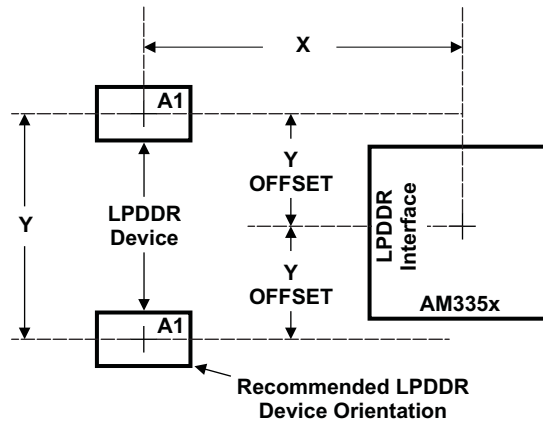 X
A1
Y
OFFSET
Y
LPDDR
Device
LPDDR
Interface
Y
OFFSET
AM335x
A1
Recommended LPDDR
Device Orientation